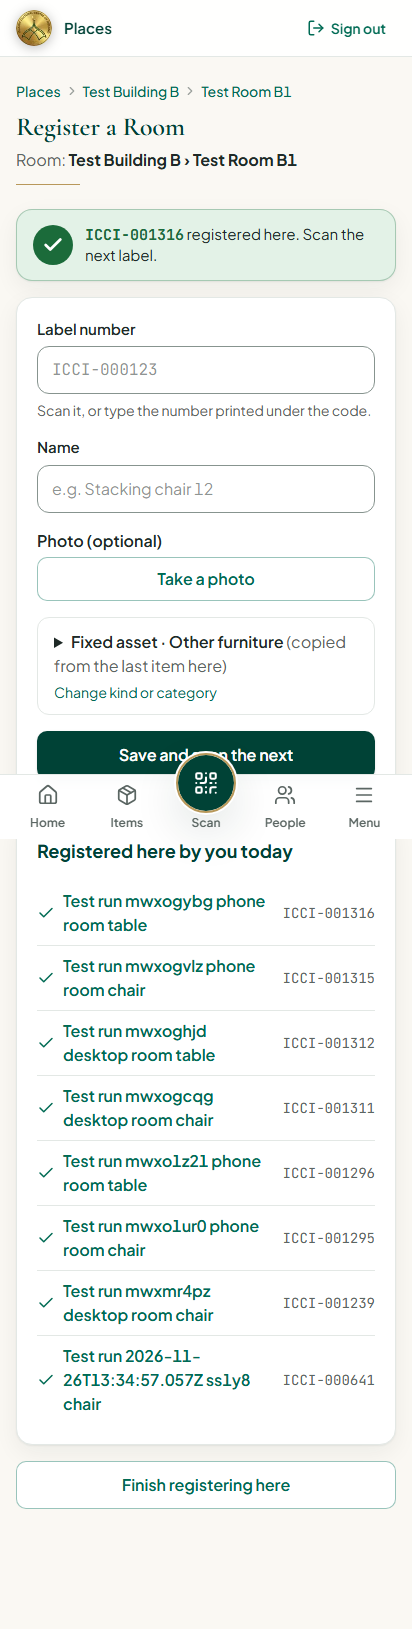 Places
Sign out
Places › Test Building B › Test Room B1
Register a Room
Room: Test Building B › Test Room B1
ICCI-001316 registered here. Scan the
next label.
Label number
ICCI-000123
Scan it, or type the number printed under the code.
Name
e.g. Stacking chair 12
Photo (optional)
Take a photo
Fixed asset · Other furniture (copied
from the last item here)
Change kind or category
Save and scan the next
Home
Items
Scan
People
Menu
Registered here by you today
Test run mwxogybg phone
room table
ICCI-001316
Test run mwxogvlz phone
room chair
ICCI-001315
Test run mwxoghjd
desktop room table
ICCI-001312
Test run mwxogcqg
desktop room chair
ICCI-001311
Test run mwxo1z21 phone
room table
ICCI-001296
Test run mwxo1ur0 phone
room chair
ICCI-001295
Test run mwxmr4pz
desktop room chair
ICCI-001239
Test run 2026-11-
26T13:34:57.057Z ss1y8
chair
ICCI-000641
Finish registering here